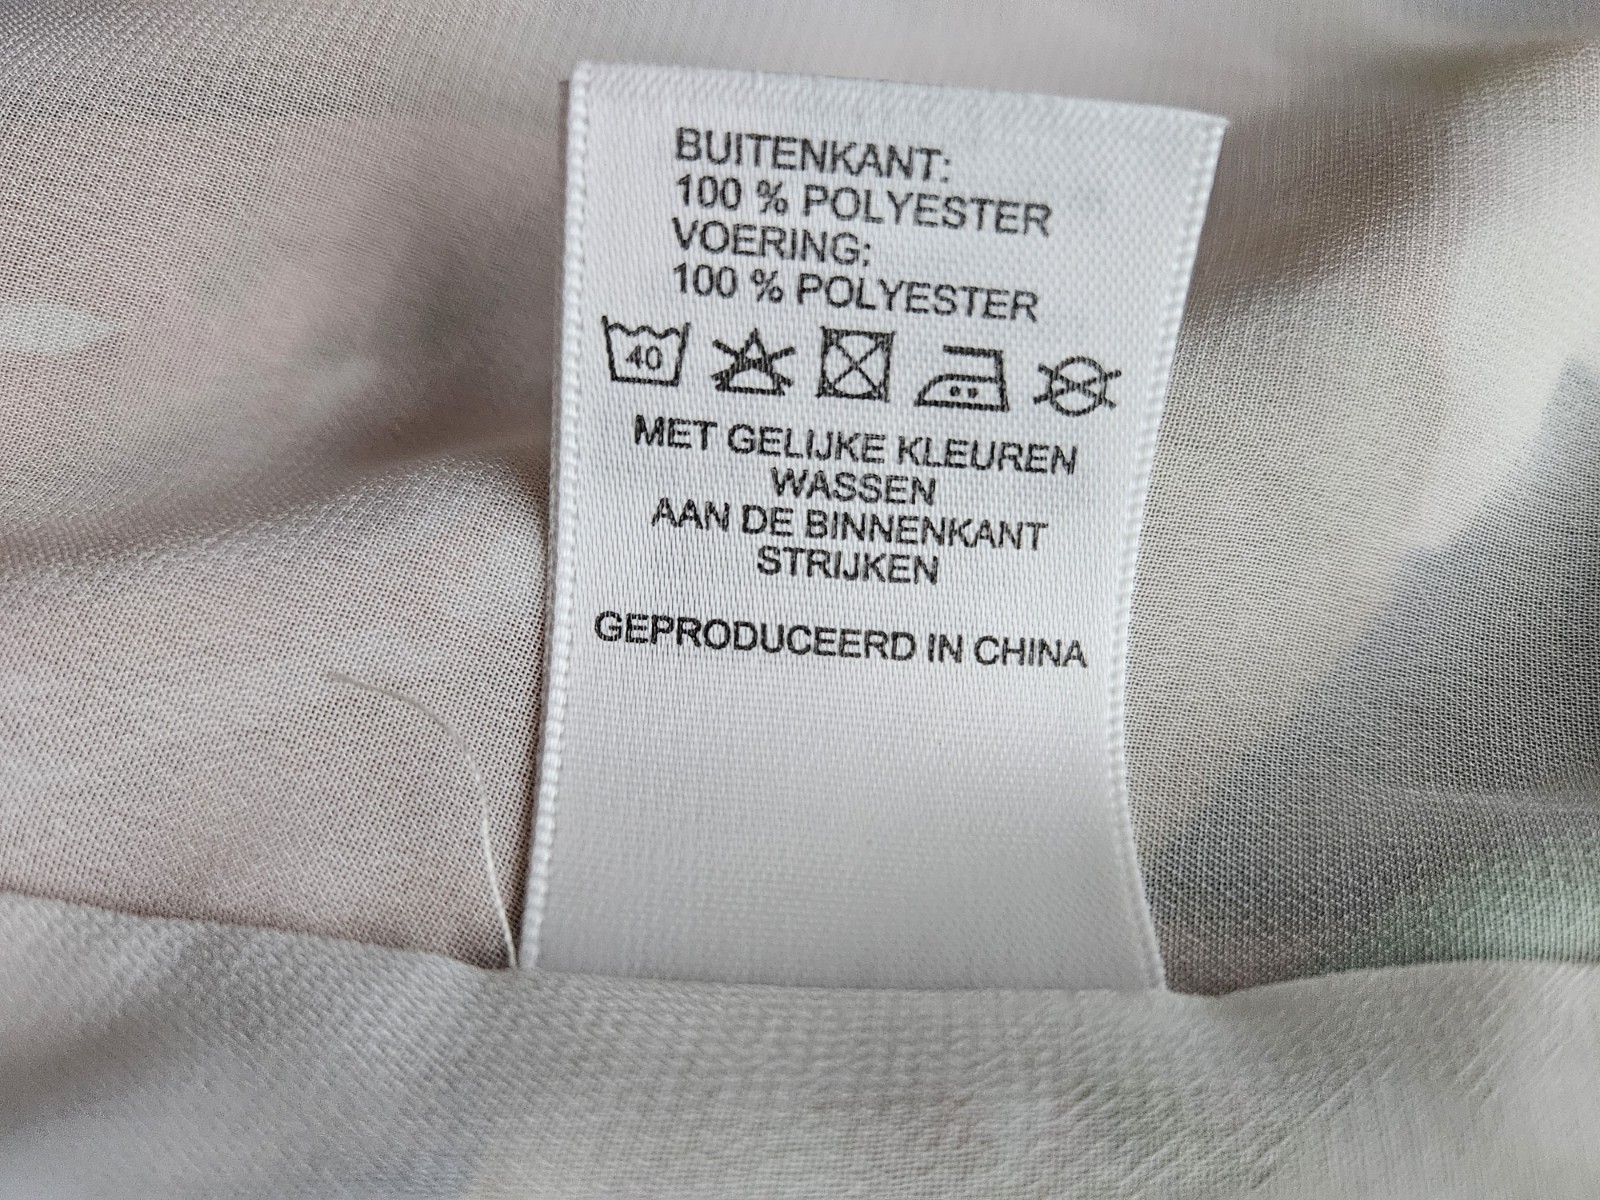 BUITENKANT:
100 % POLYESTER
VOERING:
100 % POLYESTER
40
MET GELIJKE KLEUREN
WASSEN
AAN DE BINNENKANT
STRIJKEN
GEPRODUCEERD IN CHINA